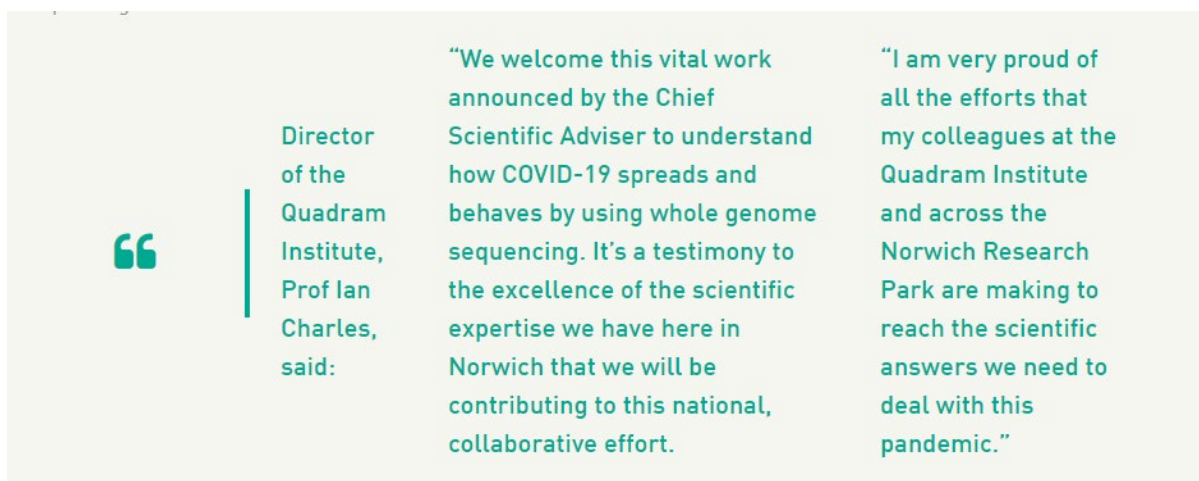 Director
of the
Quadram
Institute,
Prof Ian
Charles,
said:
“We welcome this vital work
announced by the Chief
Scientific Adviser to understand
how COVID-19 spreads and
behaves by using whole genome
sequencing. It’s a testimony to
the excellence of the scientific
expertise we have here in
Norwich that we will be
contributing to this national,
collaborative effort.
“I am very proud of
all the efforts that
my colleagues at the
Quadram Institute
and across the
Norwich Research
Park are making to
reach the scientific
answers we need to
deal with this
pandemic.”